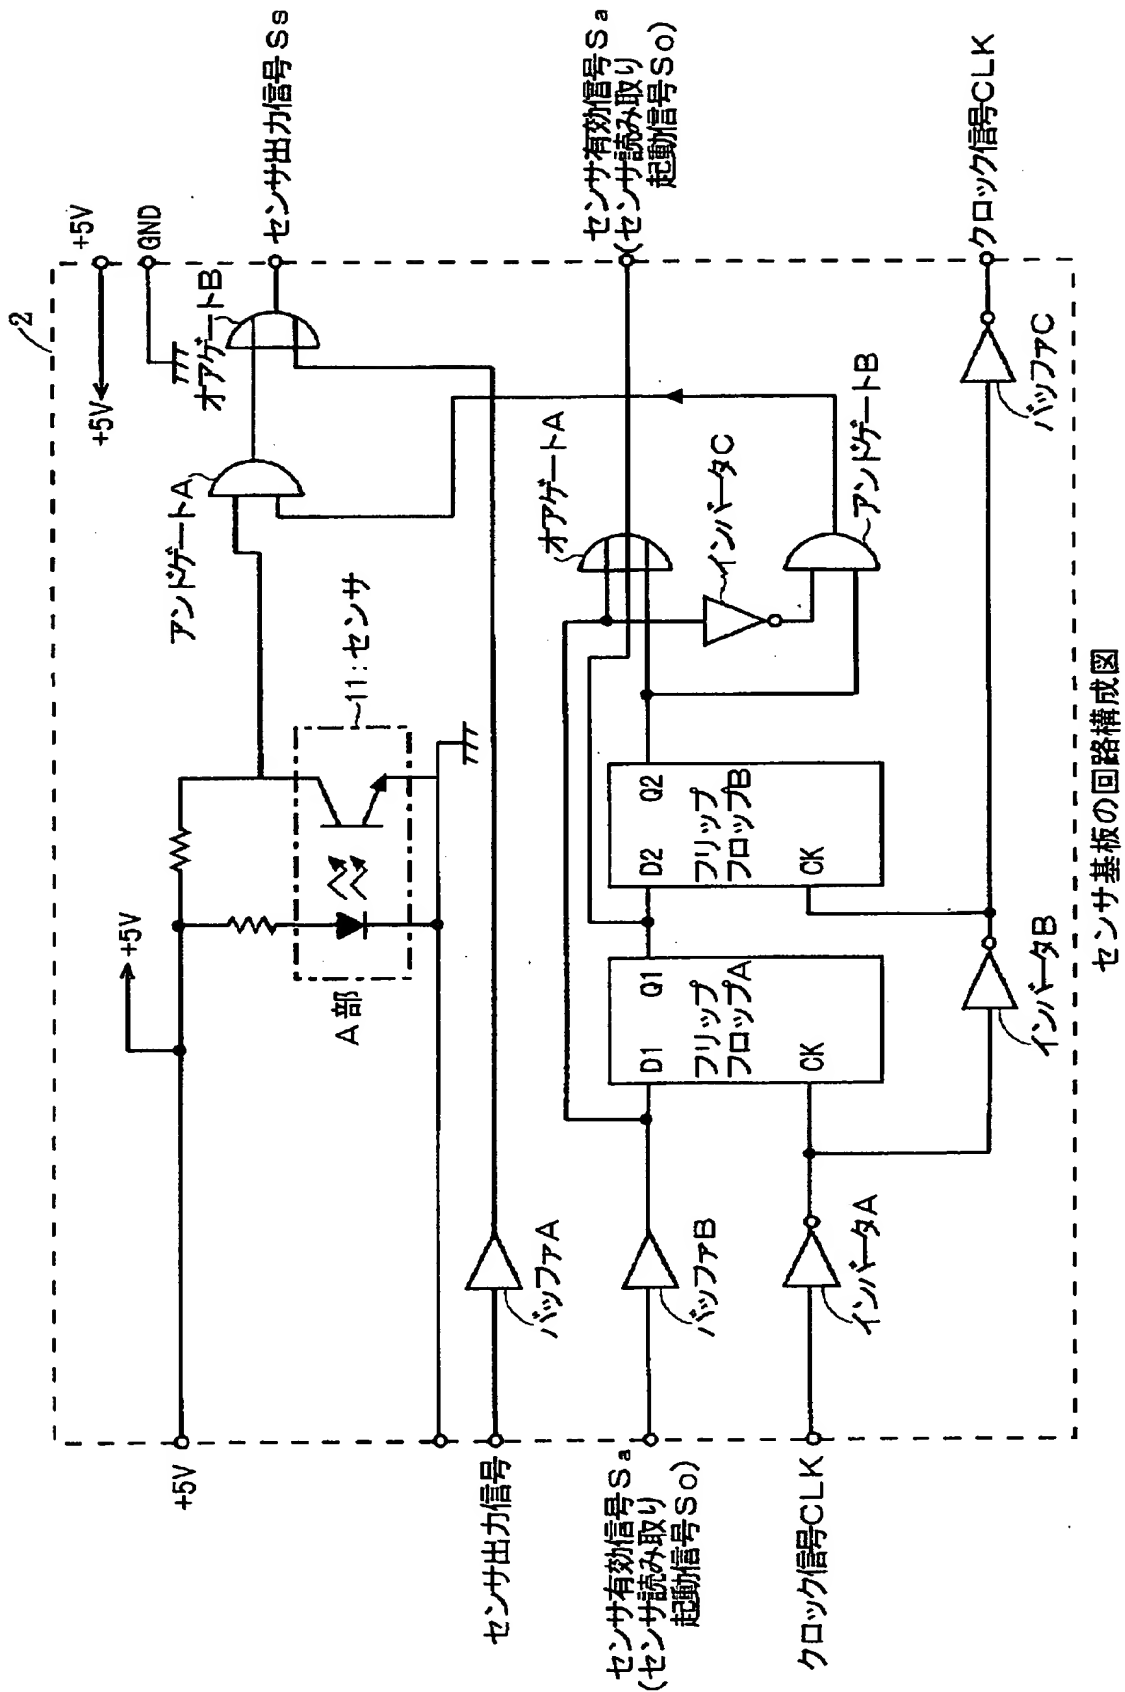 2
+5V
+5V
GND
オアゲートB
センサ出力信号Ss
アンドゲートA
11:センサ
+5V
A部
+5V
センサ出力信号
バッファA
センサ有効信号Sa
(センサ読み取り
起動信号So)
オアゲートA
インバータC
アンドゲートB
D1
Q1
フリップ
フロップA
CK
D2
Q2
フリップ
フロップB
CK
センサ有効信号Sa
(センサ読み取り
起動信号So)
バッファB
クロック信号CLK
インバータA
インバータB
バッファC
クロック信号CLK
センサ基板の回路構成図